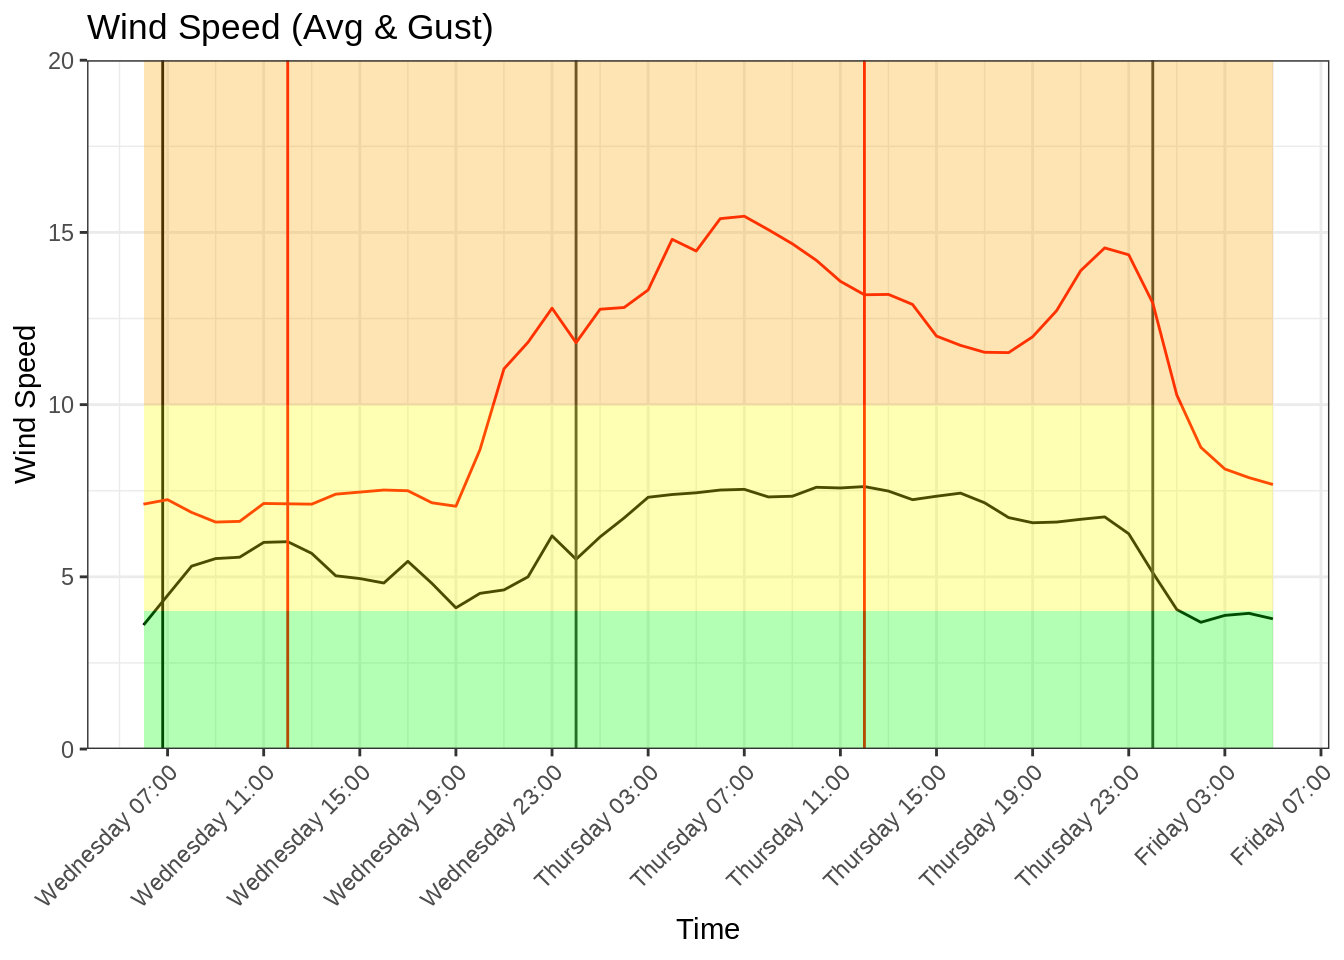 Wind Speed (Avg & Gust)
20
15
10
5
0
Wind Speed
Wednesday 07:00
Wednesday 11:00
Wednesday 15:00
Wednesday 19:00
Wednesday 23:00
Thursday 03:00
Thursday 07:00
Thursday 11:00
Thursday 15:00
Thursday 19:00
Thursday 23:00
Friday 03:00
Friday 07:00
Time